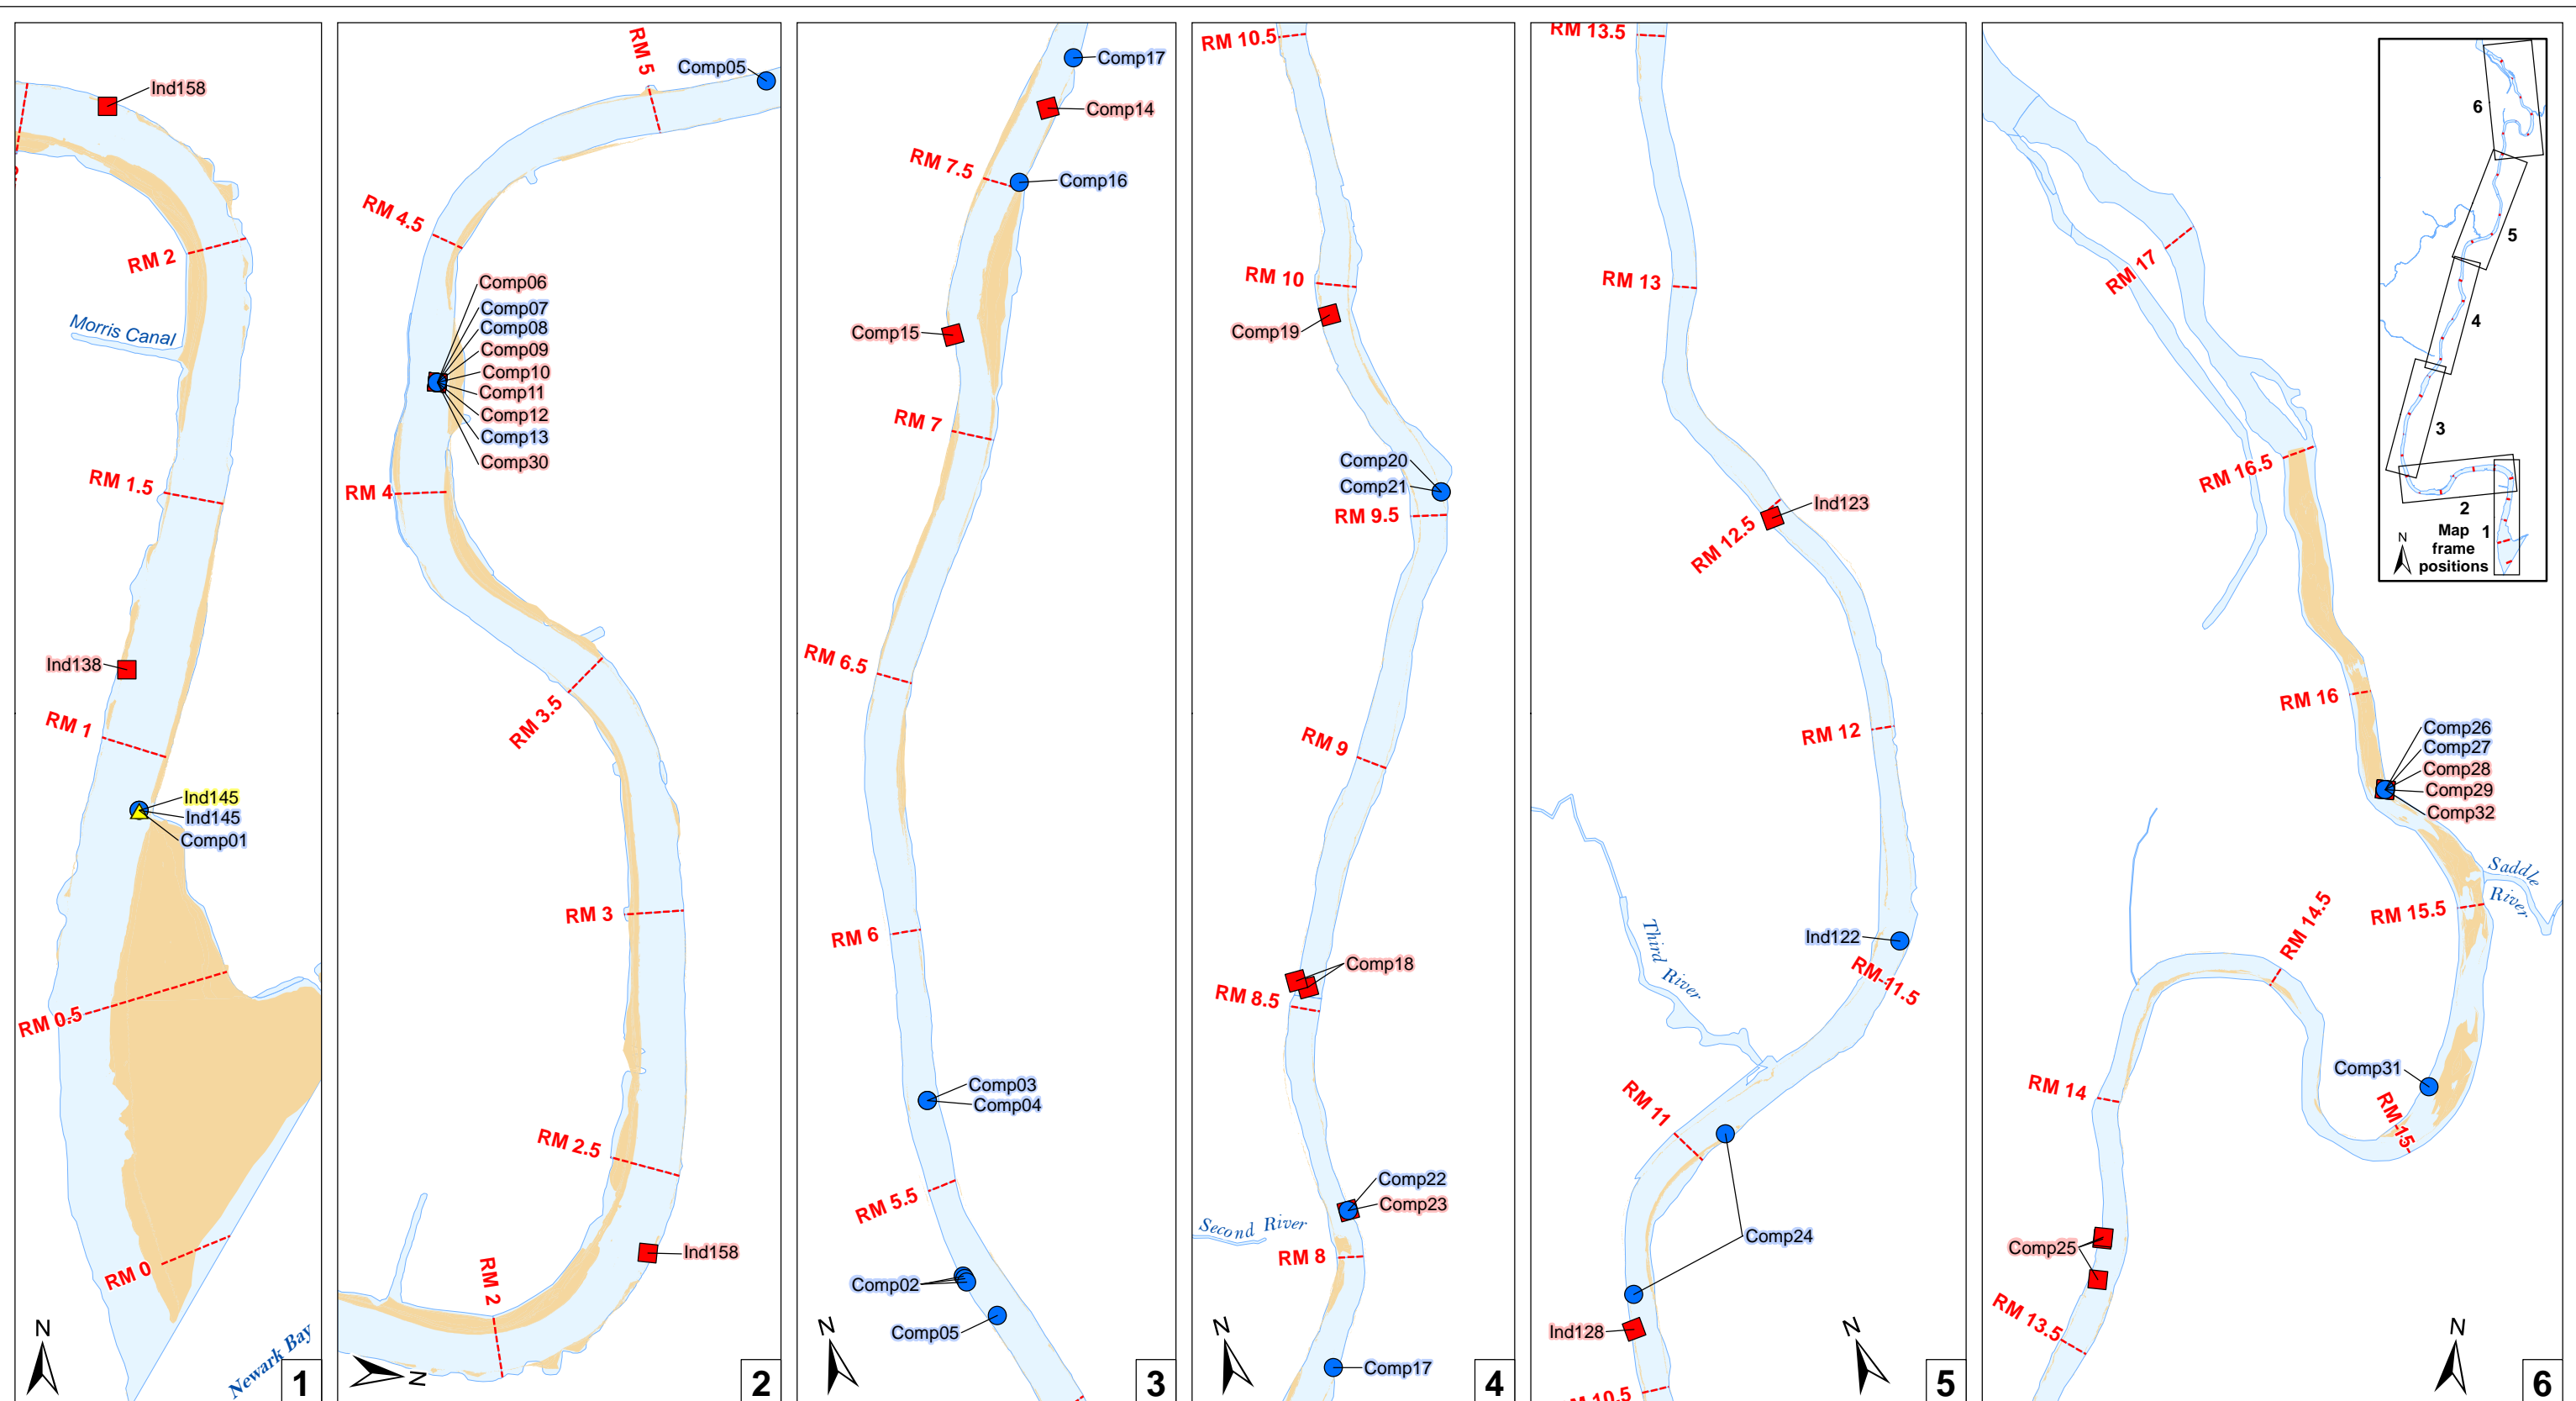 Ind158
RM 2
Morris Canal
RM 1.5
Ind138
RM 1
Ind145
Ind145
Comp01
RM 0.5
RM 0
Newark Bay
N
1
RM 5
Comp05
RM 4.5
Comp06
Comp07
Comp08
Comp09
Comp10
Comp11
Comp12
Comp13
Comp30
RM 4
RM 3.5
RM 3
RM 2.5
Ind158
RM 2
N
2
Comp17
Comp14
RM 7.5
Comp16
Comp15
RM 7
RM 6.5
RM 6
Comp03
Comp04
RM 5.5
Comp02
Comp05
N
3
RM 10.5
RM 10
Comp19
Comp20
Comp21
RM 9.5
RM 9
Comp18
RM 8.5
Comp22
Comp23
Second River
RM 8
Comp17
N
4
RM 13.5
RM 13
Ind123
RM 12.5
RM 12
Ind122
RM 11.5
Third River
RM 11
Comp24
Ind128
RM 10.5
N
5
RM 17
RM 16.5
RM 16
Comp26
Comp27
Comp28
Comp29
Comp32
Saddle
River
RM 15.5
RM 14.5
Comp31
RM 15
RM 14
Comp25
RM 13.5
N
6
6
5
4
3
2
1
N
Map
frame
positions